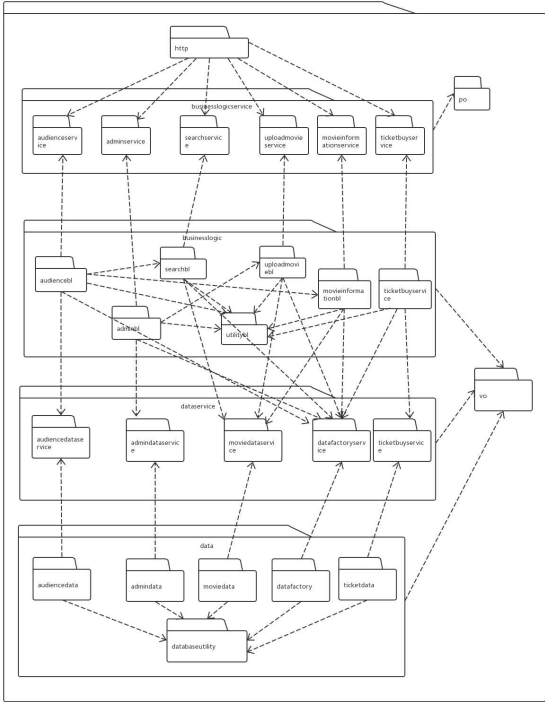 http
businesslogicservice
po
audienceserv
ice
adminservice
searchservic
e
uploadmovie
service
movieinform
ationservice
ticketbuyser
vice
businesslogic
audiencebl
searchbl
uploadmovi
ebl
movieinforma
tionbl
ticketbuyservi
ce
adminbl
utilitybl
vo
dataservice
audiencedatase
rvice
admindataservic
e
moviedataserv
ice
datafactoryserv
ice
ticketbuyservic
e
data
audiencedata
admindata
moviedata
datafactory
ticketdata
databaseutility